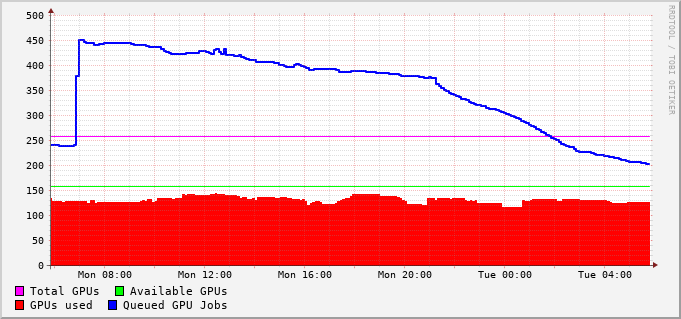 500
450
400
350
300
250
200
150
100
50
0
Mon 08:00 Mon 12:00 Mon 16:00 Mon 20:00 Tue 00:00 Tue 04:00
Total GPUs Available GPUs
GPUs used Queued GPU Jobs
RRDTOOL / TOBI OETIKER